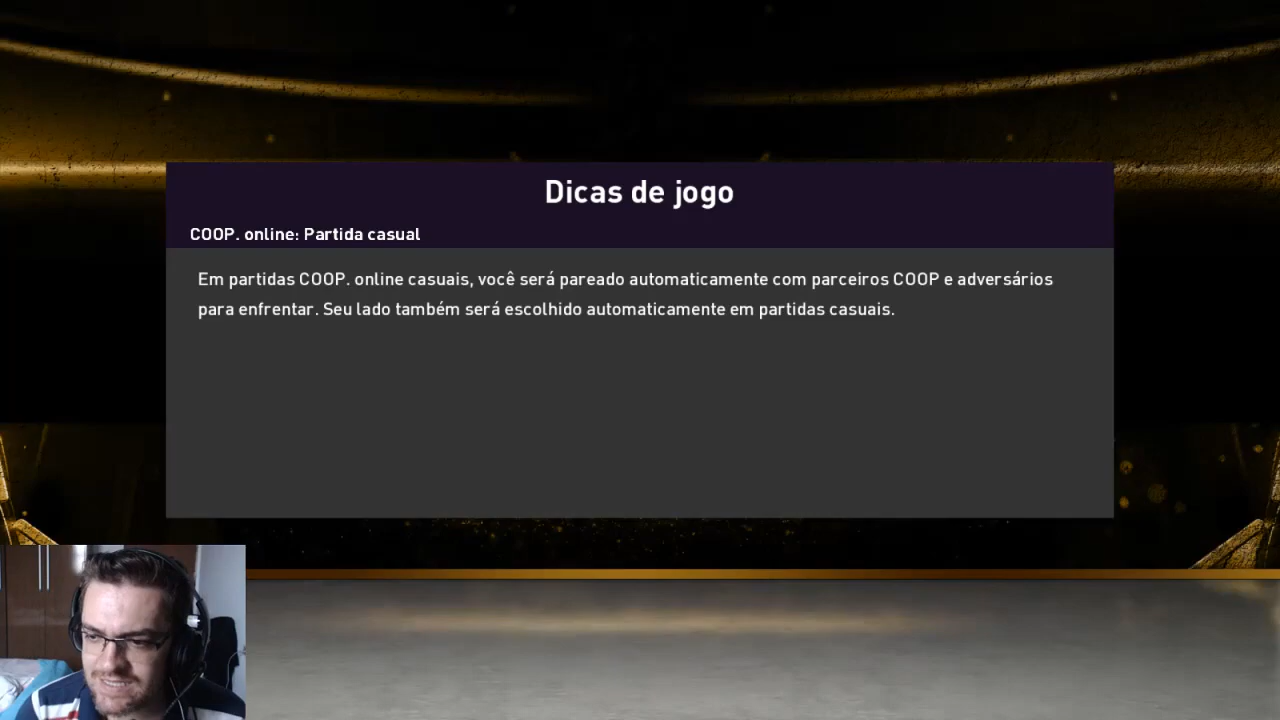 Dicas de jogo
COOP. online: Partida casual
Em partidas COOP. online casuais, você será pareado automaticamente com parceiros COOP e adversários
para enfrentar. Seu lado também será escolhido automaticamente em partidas casuais.